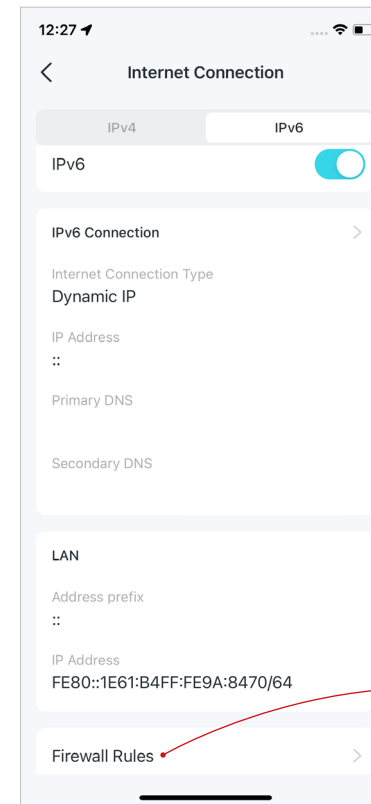 12:27
Internet Connection
IPv4
IPv6
IPv6
IPv6 Connection
Internet Connection Type
Dynamic IP
IP Address
::
Primary DNS
Secondary DNS
LAN
Address prefix
::
IP Address
FE80::1E61:B4FF:FE9A:8470/64
Firewall Rules